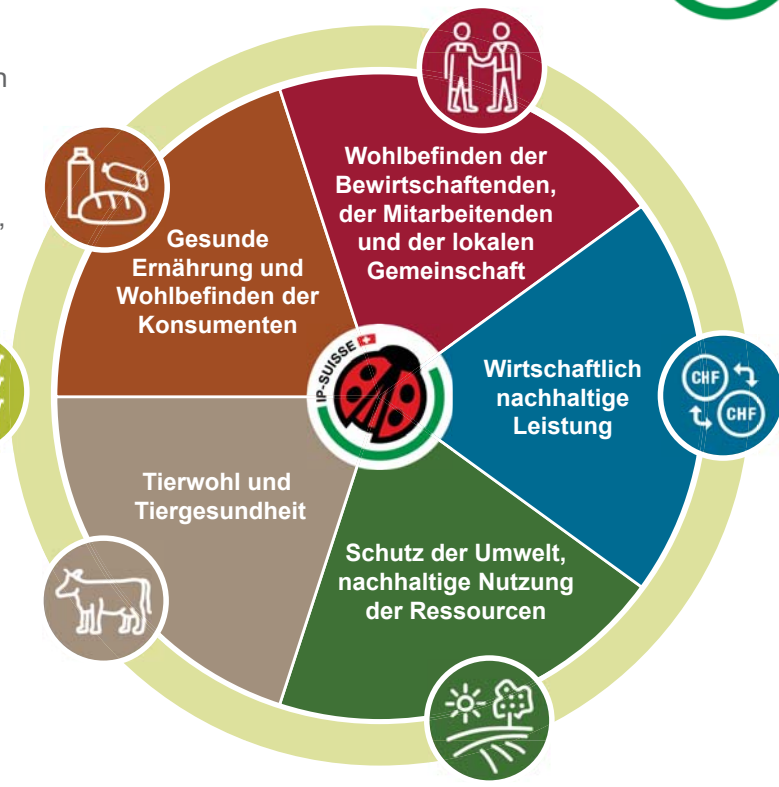 n
,
Wohlbefinden der
Bewirtschaftenden,
der Mitarbeitenden
und der lokalen
Gemeinschaft
Gesunde
Ernährung und
Wohlbefinden der
Konsumenten
IP-SUISSE
Wirtschaftlich
nachhaltige
Leistung
CHF
CHF
Tierwohl und
Tiergesundheit
Schutz der Umwelt,
nachhaltige Nutzung
der Ressourcen